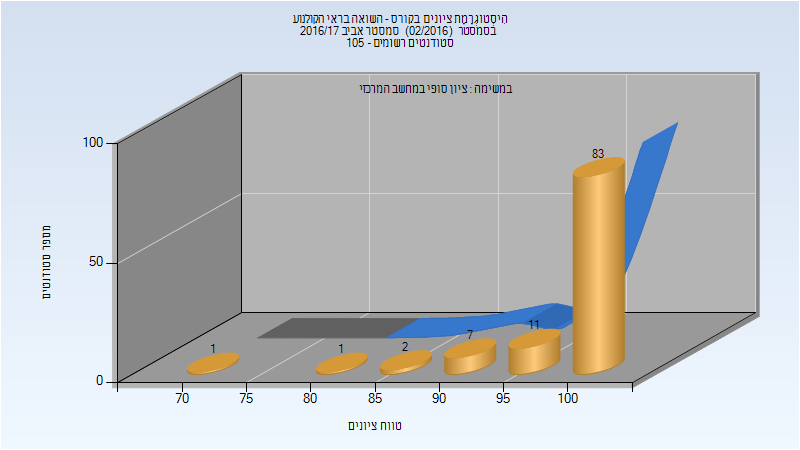 היסטוגרמת ציונים בקורס - השואה בראי הקולנוע
בסמסטר (02/2016) סמסטר אביב 2016/17
סטודנטים רשומים - 105
במשימה : ציון סופי במחשב המרכזי
מספר סטודנטים
100
50
0
1
1
2
7
11
83
70
75
80
85
90
95
100
טווח ציונים